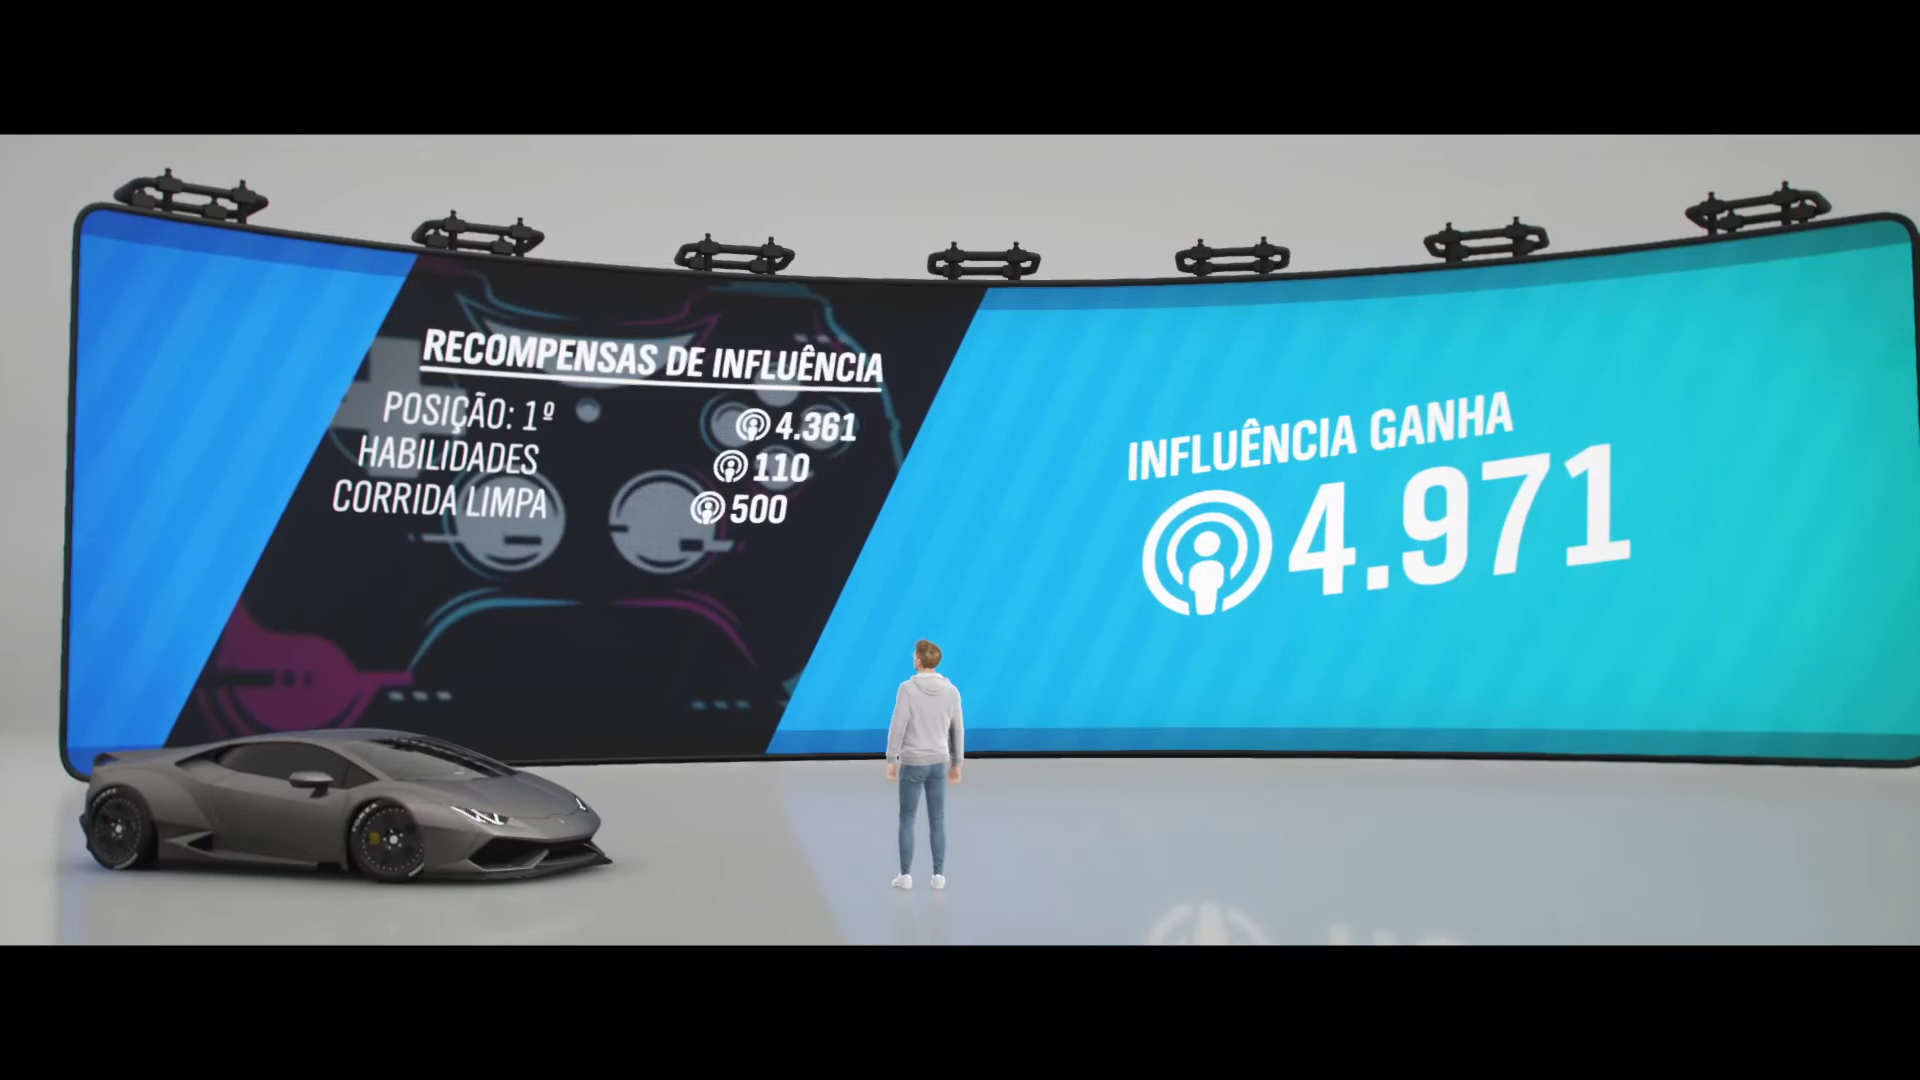 RECOMPENSAS DE INFLUÊNCIA
POSIÇÃO: 1º 4.361
HABILIDADES 110
CORRIDA LIMPA 500
INFLUÊNCIA GANHA
4.971